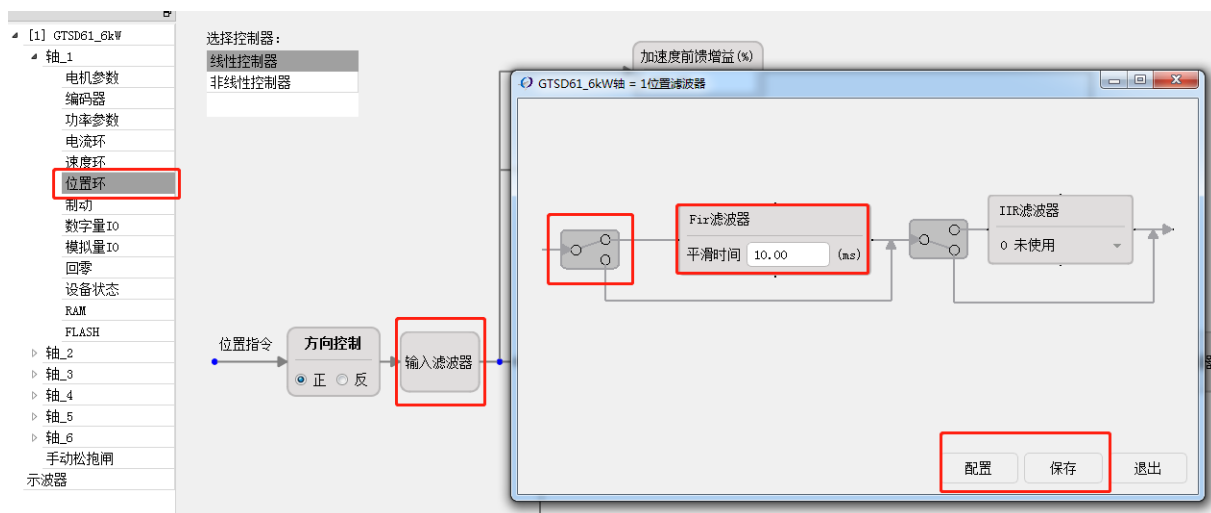 [1] GTSD61_6kW
轴_1
电机参数
编码器
功率参数
电流环
速度环
位置环
制动
数字量IO
模拟量IO
回零
设备状态
RAM
FLASH
轴_2
轴_3
轴_4
轴_5
轴_6
手动松抱闸
示波器
选择控制器：
线性控制器
非线性控制器
加速度前馈增益(%)
位置指令
方向控制
正 反
输入滤波器
GTSD61_6kW轴 = 1位置滤波器
Fir滤波器
平滑时间 10.00 (ms)
IIR滤波器
0 未使用
配置 保存 退出